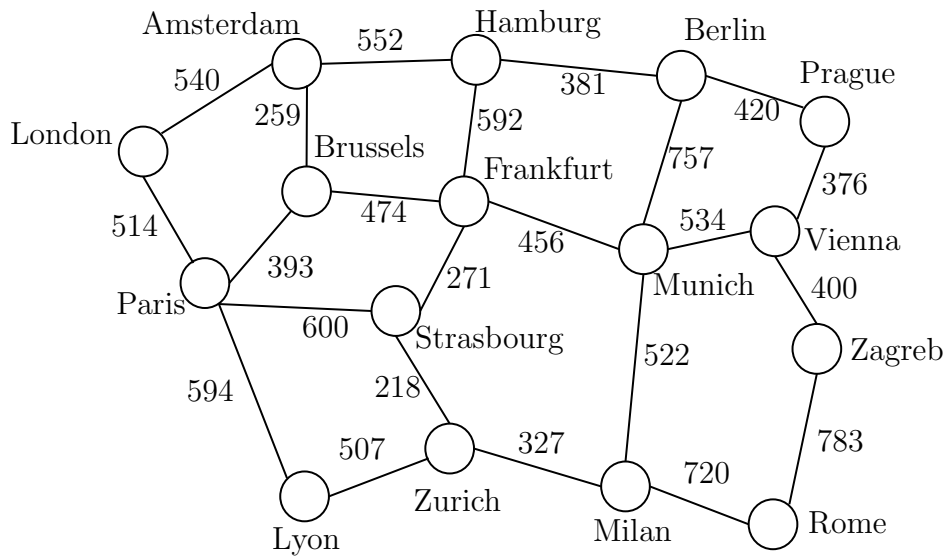 Amsterdam
552
Hamburg
Berlin
540
381
Prague
420
259
592
London
Brussels
757
Frankfurt
376
474
514
456
534
Vienna
393
271
Munich
400
Paris
600
Strasbourg
522
Zagreb
594
218
507
327
783
720
Zurich
Lyon
Milan
Rome